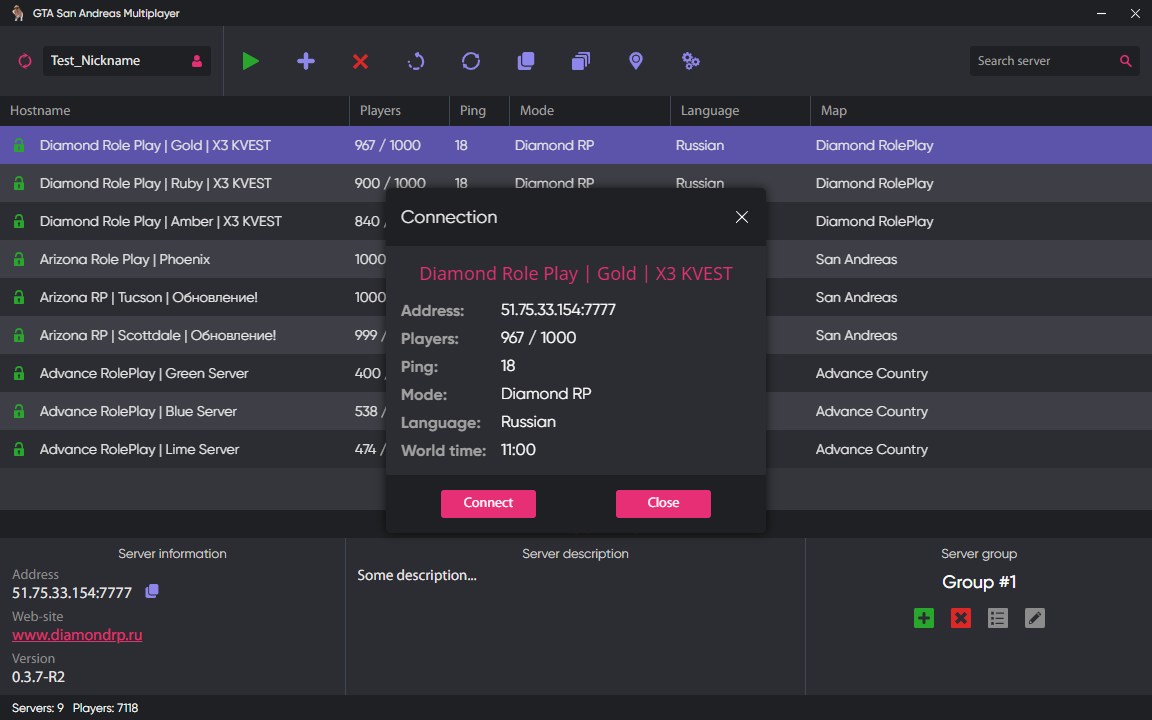 GTA San Andreas Multiplayer
Test_Nickname
Search server
Hostname Players Ping Mode Language Map
Diamond Role Play | Gold | X3 KVEST 967 / 1000 18 Diamond RP Russian Diamond RolePlay
Diamond Role Play | Ruby | X3 KVEST 900 / 1000 18 Diamond RP Russian Diamond RolePlay
Diamond Role Play | Amber | X3 KVEST 840 / Diamond RolePlay
Arizona Role Play | Phoenix 1000 San Andreas
Arizona RP | Tucson | Обновление! 1000 San Andreas
Arizona RP | Scottdale | Обновление! 999 / San Andreas
Advance RolePlay | Green Server 400 / Advance Country
Advance RolePlay | Blue Server 538 / Advance Country
Advance RolePlay | Lime Server 474 / Advance Country
Connection
Diamond Role Play | Gold | X3 KVEST
Address: 51.75.33.154:7777
Players: 967 / 1000
Ping: 18
Mode: Diamond RP
Language: Russian
World time: 11:00
Connect Close
Server information
Address
51.75.33.154:7777
Web-site
www.diamondrp.ru
Version
0.3.7-R2
Server description
Some description...
Server group
Group #1
Servers: 9 Players: 7118